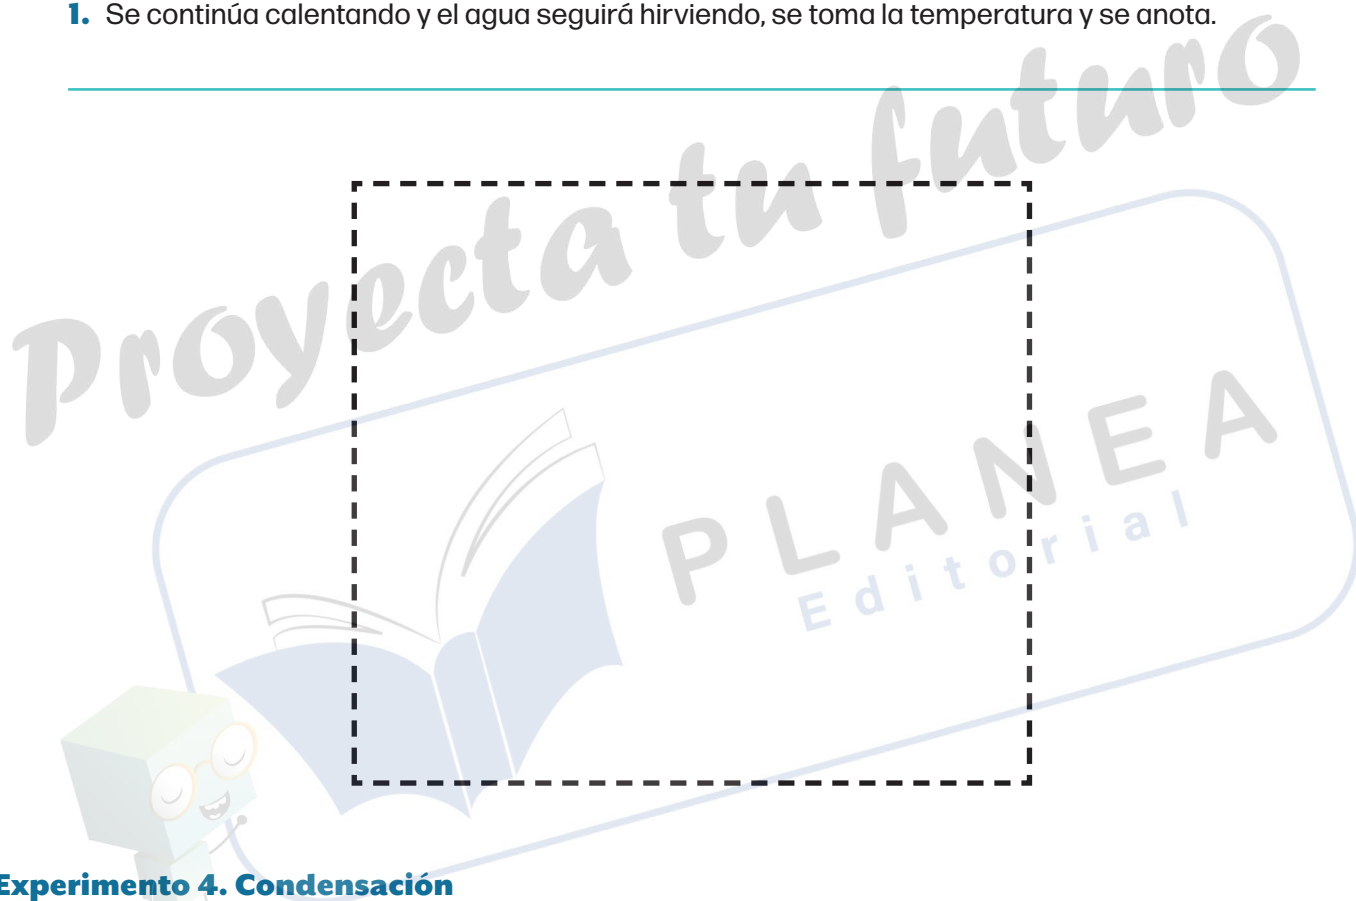 1. Se continúa calentando y el agua seguirá hirviendo, se toma la temperatura y se anota.
Proyecta tu futuro
PLANEA
Editorial
Experimento 4. Condensación